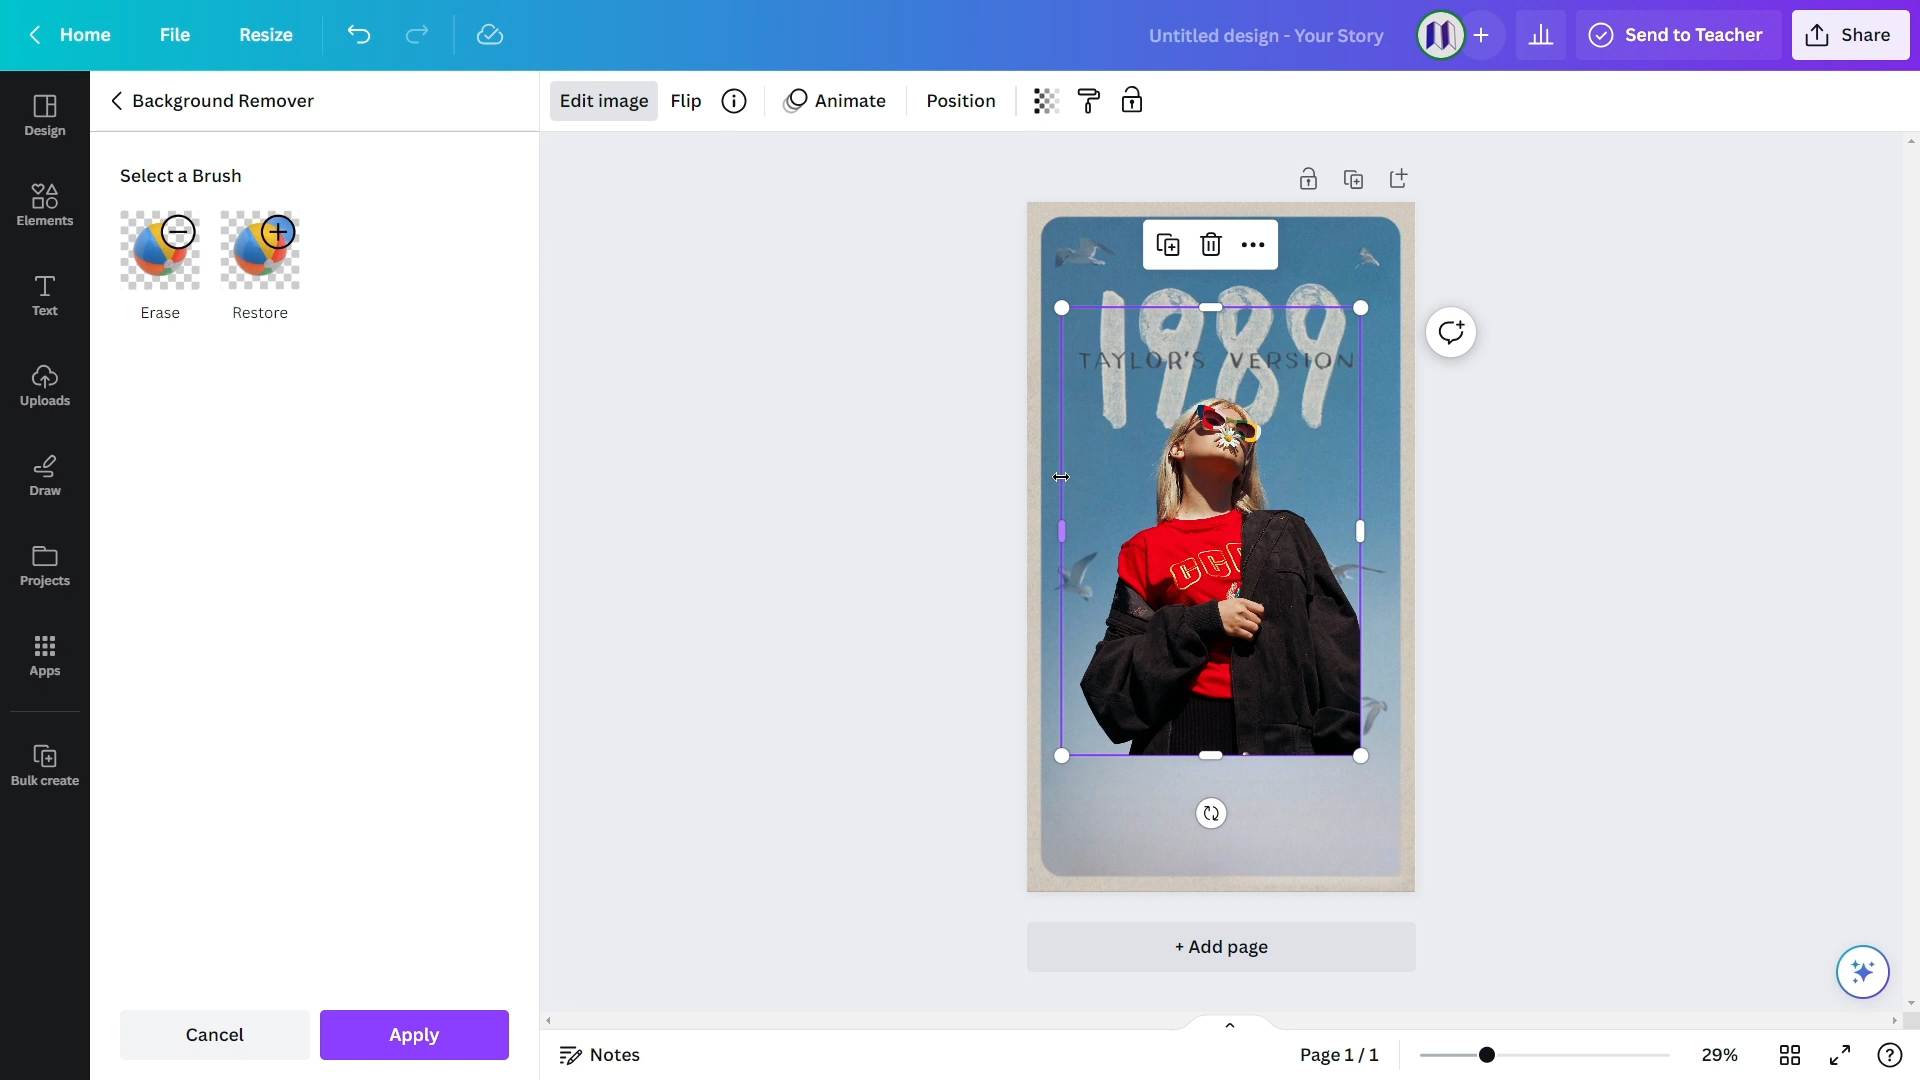 Home
File
Resize
Untitled design - Your Story
Send to Teacher
Share
Design
Elements
Text
Uploads
Draw
Projects
Apps
Bulk create
Background Remover
Select a Brush
Erase
Restore
Cancel
Apply
Edit image
Flip
Animate
Position
1989
TAYLOR'S VERSION
+ Add page
Notes
Page 1 / 1
29%